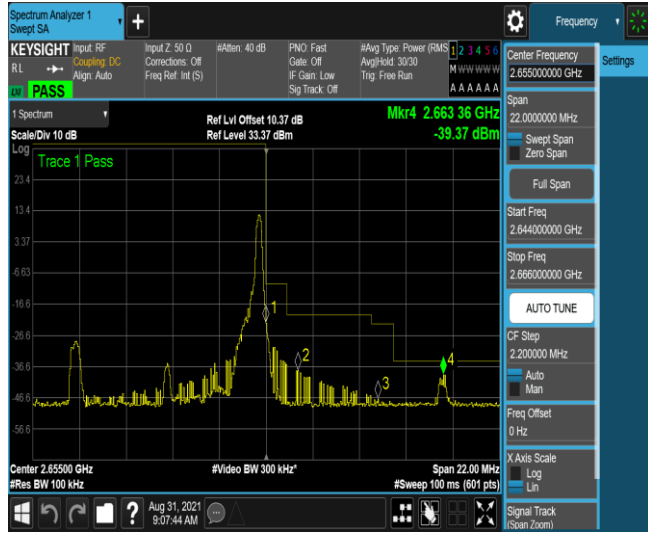 Spectrum Analyzer 1
Swept SA
+
Frequency
KEYSIGHT
RL
LXI PASS
Input: RF
Coupling: DC
Align: Auto
Input Z: 50 Ω
Corrections: Off
Freq Ref: Int (S)
#Atten: 40 dB
PNO: Fast
Gate: Off
IF Gain: Low
Sig Track: Off
#Avg Type: Power (RMS
Avg|Hold: 30/30
Trig: Free Run
1 2 3 4 5 6
M W W W W W
A A A A A A
1 Spectrum
Scale/Div 10 dB
Ref Lvl Offset 10.37 dB
Ref Level 33.37 dBm
Mkr4 2.663 36 GHz
-39.37 dBm
Log
Trace 1 Pass
23.4
13.4
3.37
-6.63
-16.6
-26.6
-36.6
-46.6
-56.6
1
2
3
4
Center 2.65500 GHz
#Res BW 100 kHz
#Video BW 300 kHz*
Span 22.00 MHz
#Sweep 100 ms (601 pts)
Center Frequency
2.655000000 GHz
Settings
Span
22.0000000 MHz
Swept Span
Zero Span
Full Span
Start Freq
2.644000000 GHz
Stop Freq
2.666000000 GHz
AUTO TUNE
CF Step
2.200000 MHz
Auto
Man
Freq Offset
0 Hz
X Axis Scale
Log
Lin
Signal Track
(Span Zoom)
?
Aug 31, 2021
9:07:44 AM